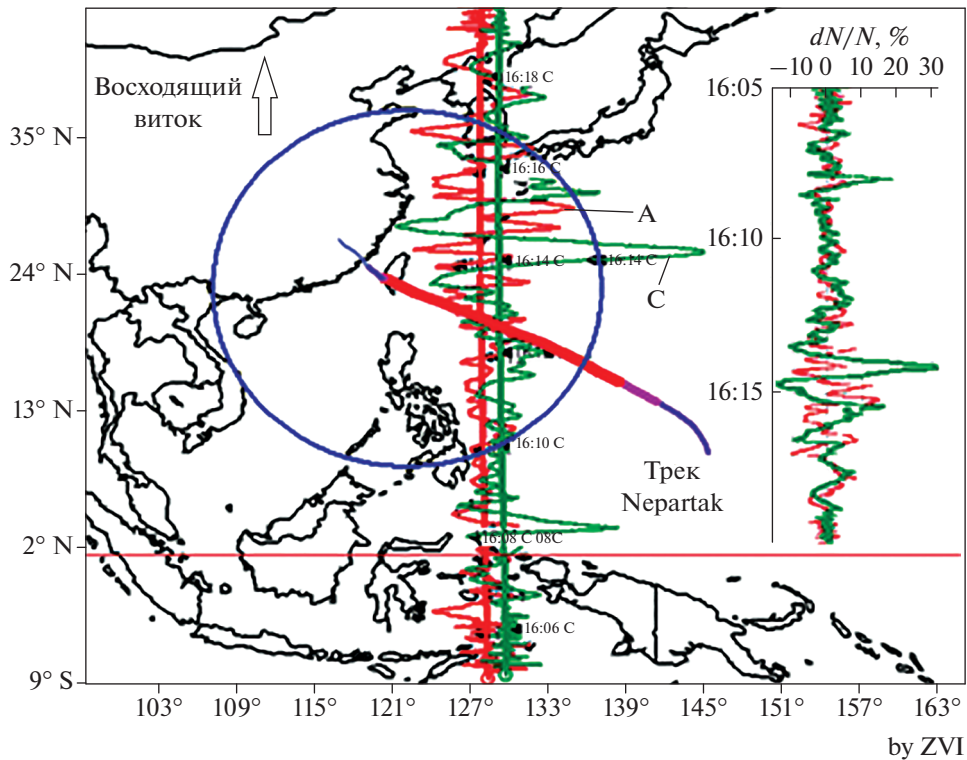 dN/N, %
−10 0 10 20 30
16:05
16:10
16:15
Восходящий
виток
35° N
24° N
13° N
2° N
9° S
16:18 C
16:16 C
A
16:14 C
16:14 C
C
16:10 C
Трек
Nepartak
16:08 C 08C
16:06 C
103° 109° 115° 121° 127° 133° 139° 145° 151° 157° 163°
by ZVI